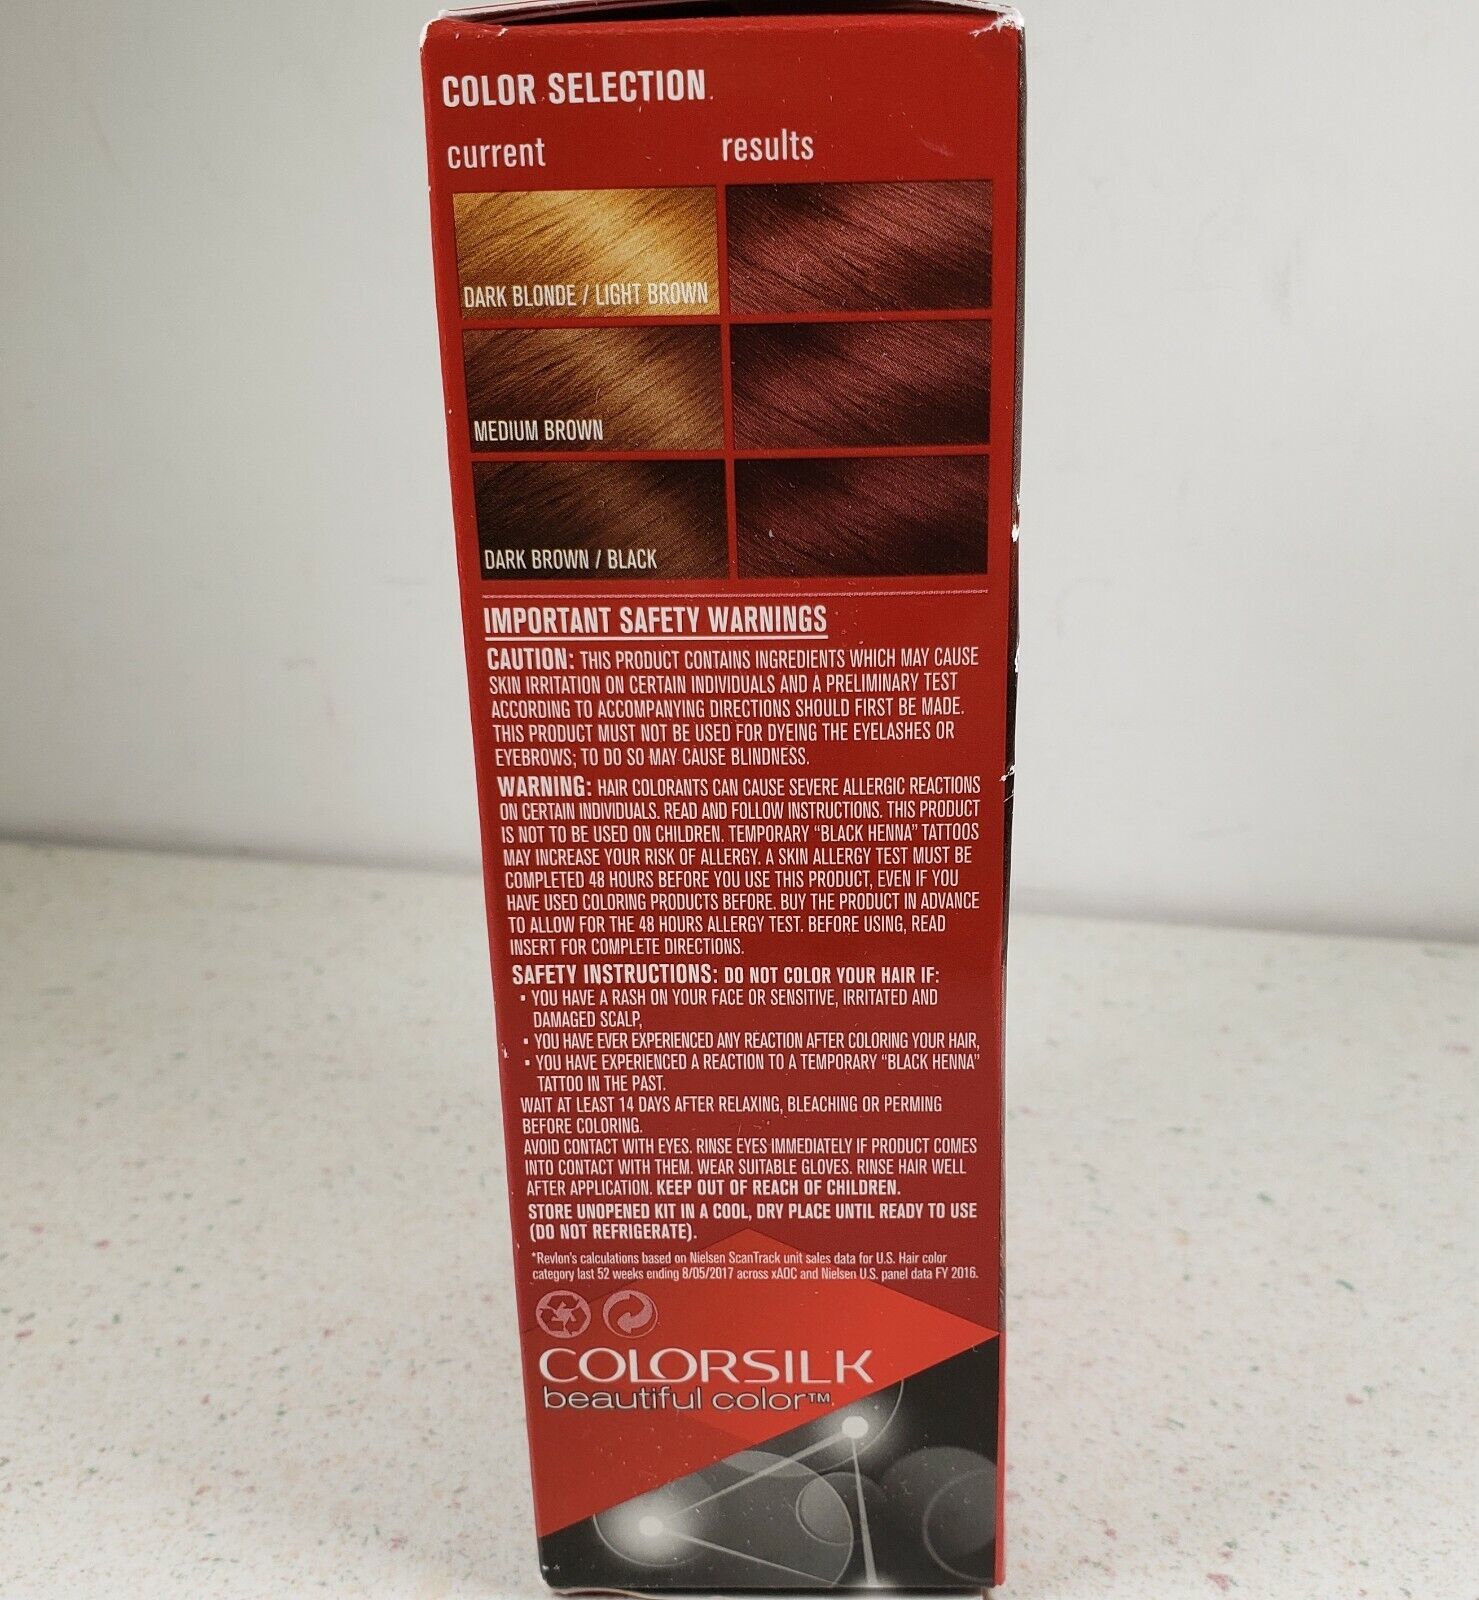 COLOR SELECTION
current results
DARK BLONDE / LIGHT BROWN
MEDIUM BROWN
DARK BROWN / BLACK
IMPORTANT SAFETY WARNINGS
CAUTION: THIS PRODUCT CONTAINS INGREDIENTS WHICH MAY CAUSE
SKIN IRRITATION ON CERTAIN INDIVIDUALS AND A PRELIMINARY TEST
ACCORDING TO ACCOMPANYING DIRECTIONS SHOULD FIRST BE MADE.
THIS PRODUCT MUST NOT BE USED FOR DYEING THE EYELASHES OR
EYEBROWS; TO DO SO MAY CAUSE BLINDNESS.
WARNING: HAIR COLORANTS CAN CAUSE SEVERE ALLERGIC REACTIONS
ON CERTAIN INDIVIDUALS. READ AND FOLLOW INSTRUCTIONS. THIS PRODUCT
IS NOT TO BE USED ON CHILDREN. TEMPORARY “BLACK HENNA” TATTOOS
MAY INCREASE YOUR RISK OF ALLERGY. A SKIN ALLERGY TEST MUST BE
COMPLETED 48 HOURS BEFORE YOU USE THIS PRODUCT, EVEN IF YOU
HAVE USED COLORING PRODUCTS BEFORE. BUY THE PRODUCT IN ADVANCE
TO ALLOW FOR THE 48 HOURS ALLERGY TEST. BEFORE USING, READ
INSERT FOR COMPLETE DIRECTIONS.
SAFETY INSTRUCTIONS: DO NOT COLOR YOUR HAIR IF:
• YOU HAVE A RASH ON YOUR FACE OR SENSITIVE, IRRITATED AND
DAMAGED SCALP,
• YOU HAVE EVER EXPERIENCED ANY REACTION AFTER COLORING YOUR HAIR,
• YOU HAVE EXPERIENCED A REACTION TO A TEMPORARY “BLACK HENNA”
TATTOO IN THE PAST.
WAIT AT LEAST 14 DAYS AFTER RELAXING, BLEACHING OR PERMING
BEFORE COLORING.
AVOID CONTACT WITH EYES. RINSE EYES IMMEDIATELY IF PRODUCT COMES
INTO CONTACT WITH THEM. WEAR SUITABLE GLOVES. RINSE HAIR WELL
AFTER APPLICATION. KEEP OUT OF REACH OF CHILDREN.
STORE UNOPENED KIT IN A COOL, DRY PLACE UNTIL READY TO USE
(DO NOT REFRIGERATE).
*Revlon's calculations based on Nielsen ScanTrack unit sales data for U.S. Hair color
category last 52 weeks ending 8/05/2017 across xAOC and Nielsen U.S. panel data FY 2016.
COLORSILK
beautiful color™